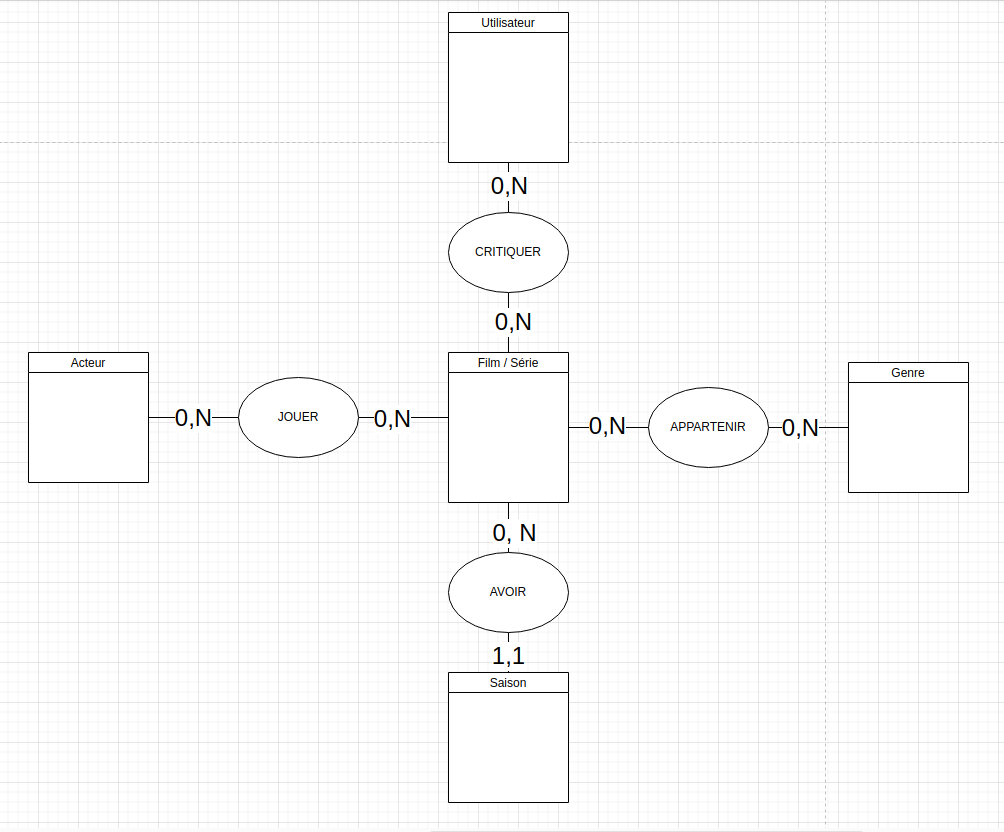 Utilisateur
0,N
CRITIQUER
0,N
Acteur
Film / Série
Genre
0,N
JOUER
0,N
0,N
APPARTENIR
0,N
0, N
AVOIR
1,1
Saison